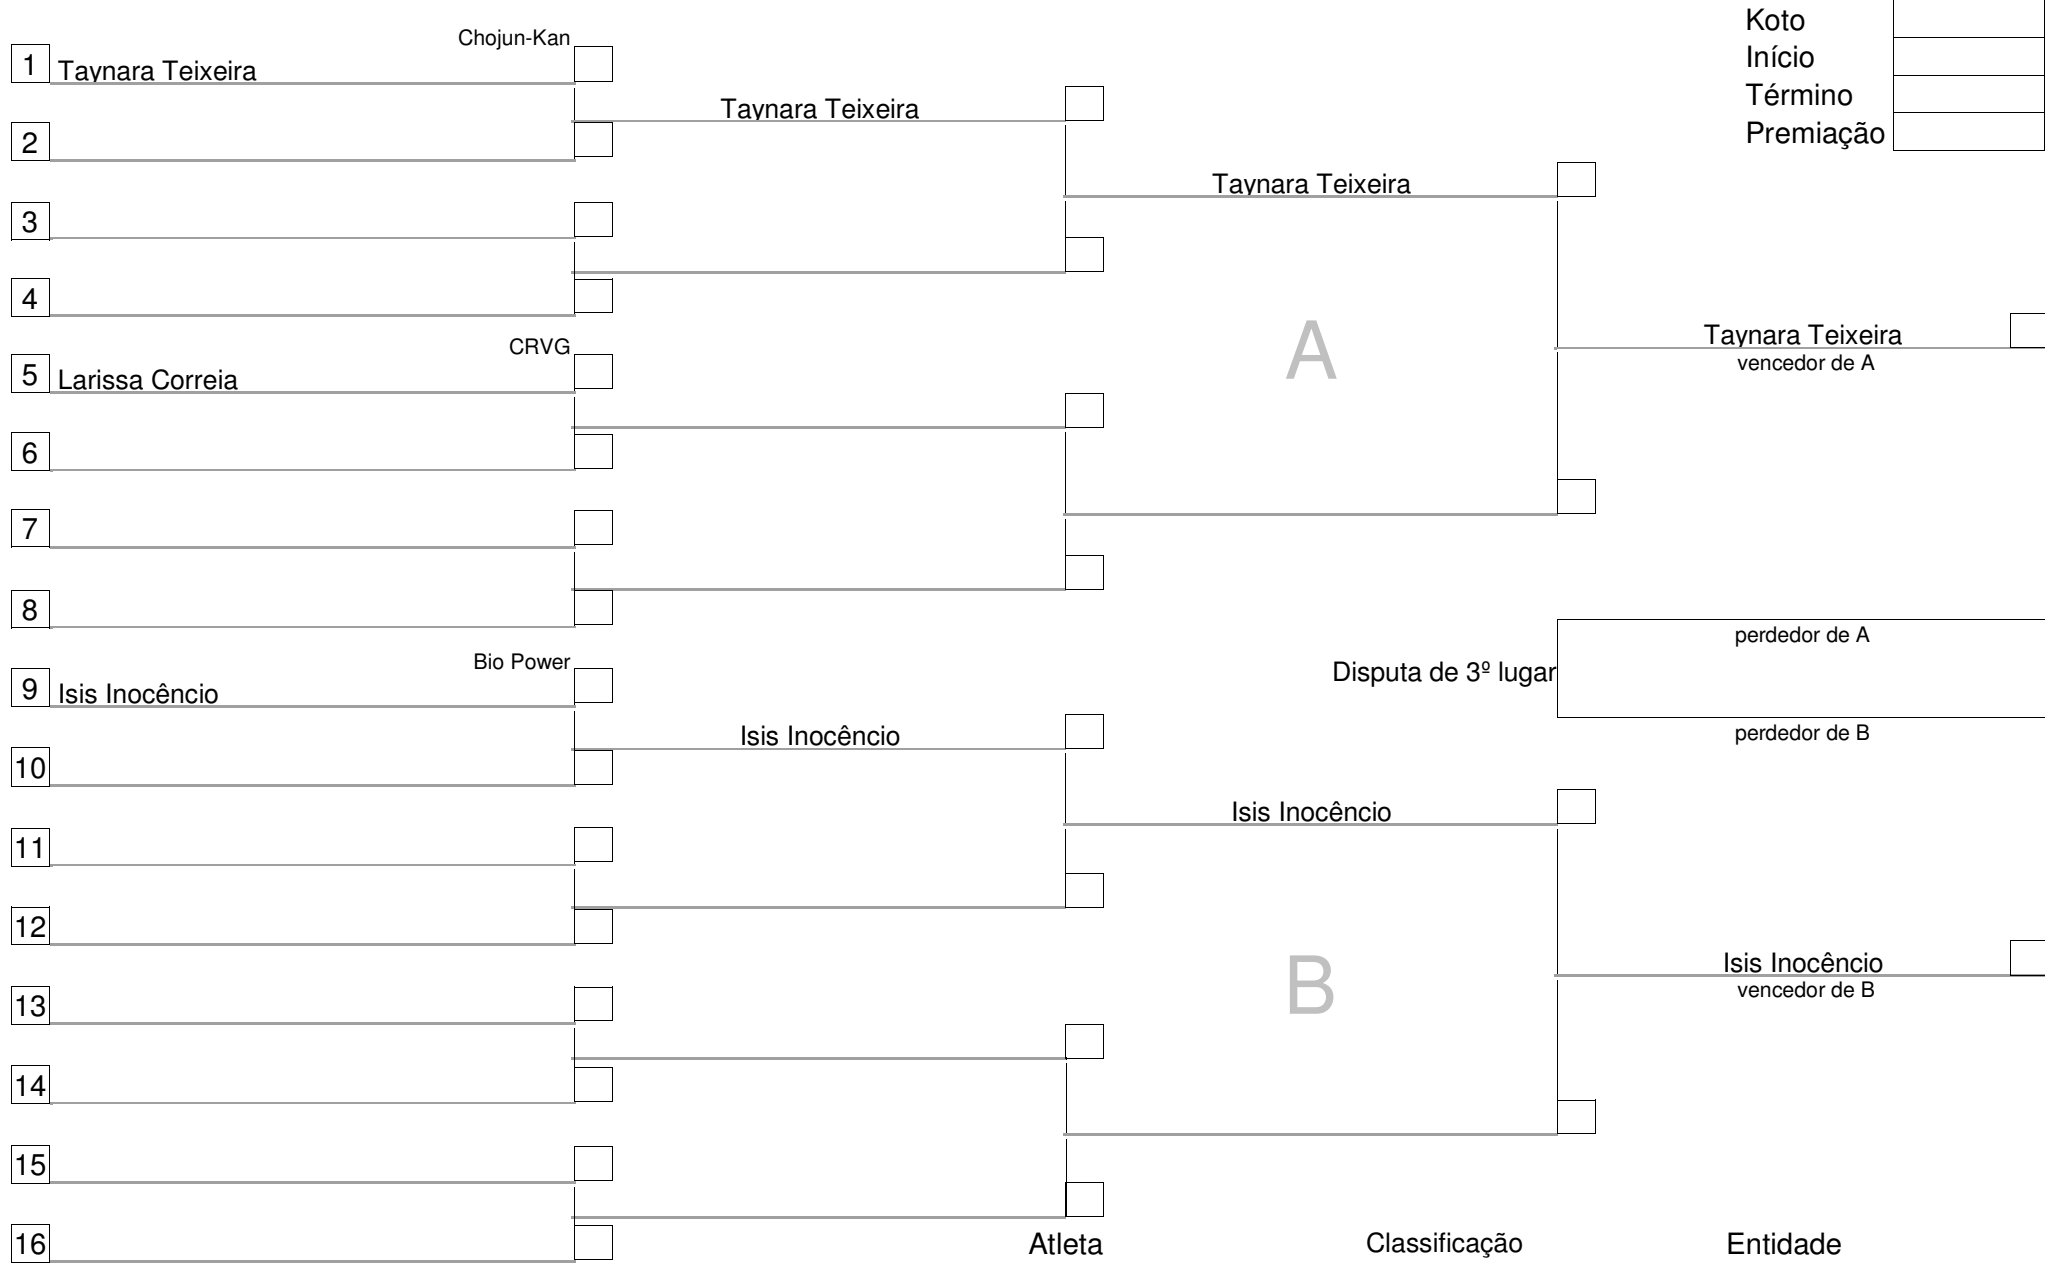 Koto
Início
Término
Premiação
Chojun-Kan
1 Taynara Teixeira
Taynara Teixeira
2
Taynara Teixeira
3
4
Taynara Teixeira
vencedor de A
A
CRVG
5 Larissa Correia
6
7
8
perdedor de A
Disputa de 3º lugar
perdedor de B
Bio Power
9 Isis Inocêncio
Isis Inocêncio
10
Isis Inocêncio
11
12
Isis Inocêncio
vencedor de B
B
13
14
15
16
Atleta Classificação Entidade